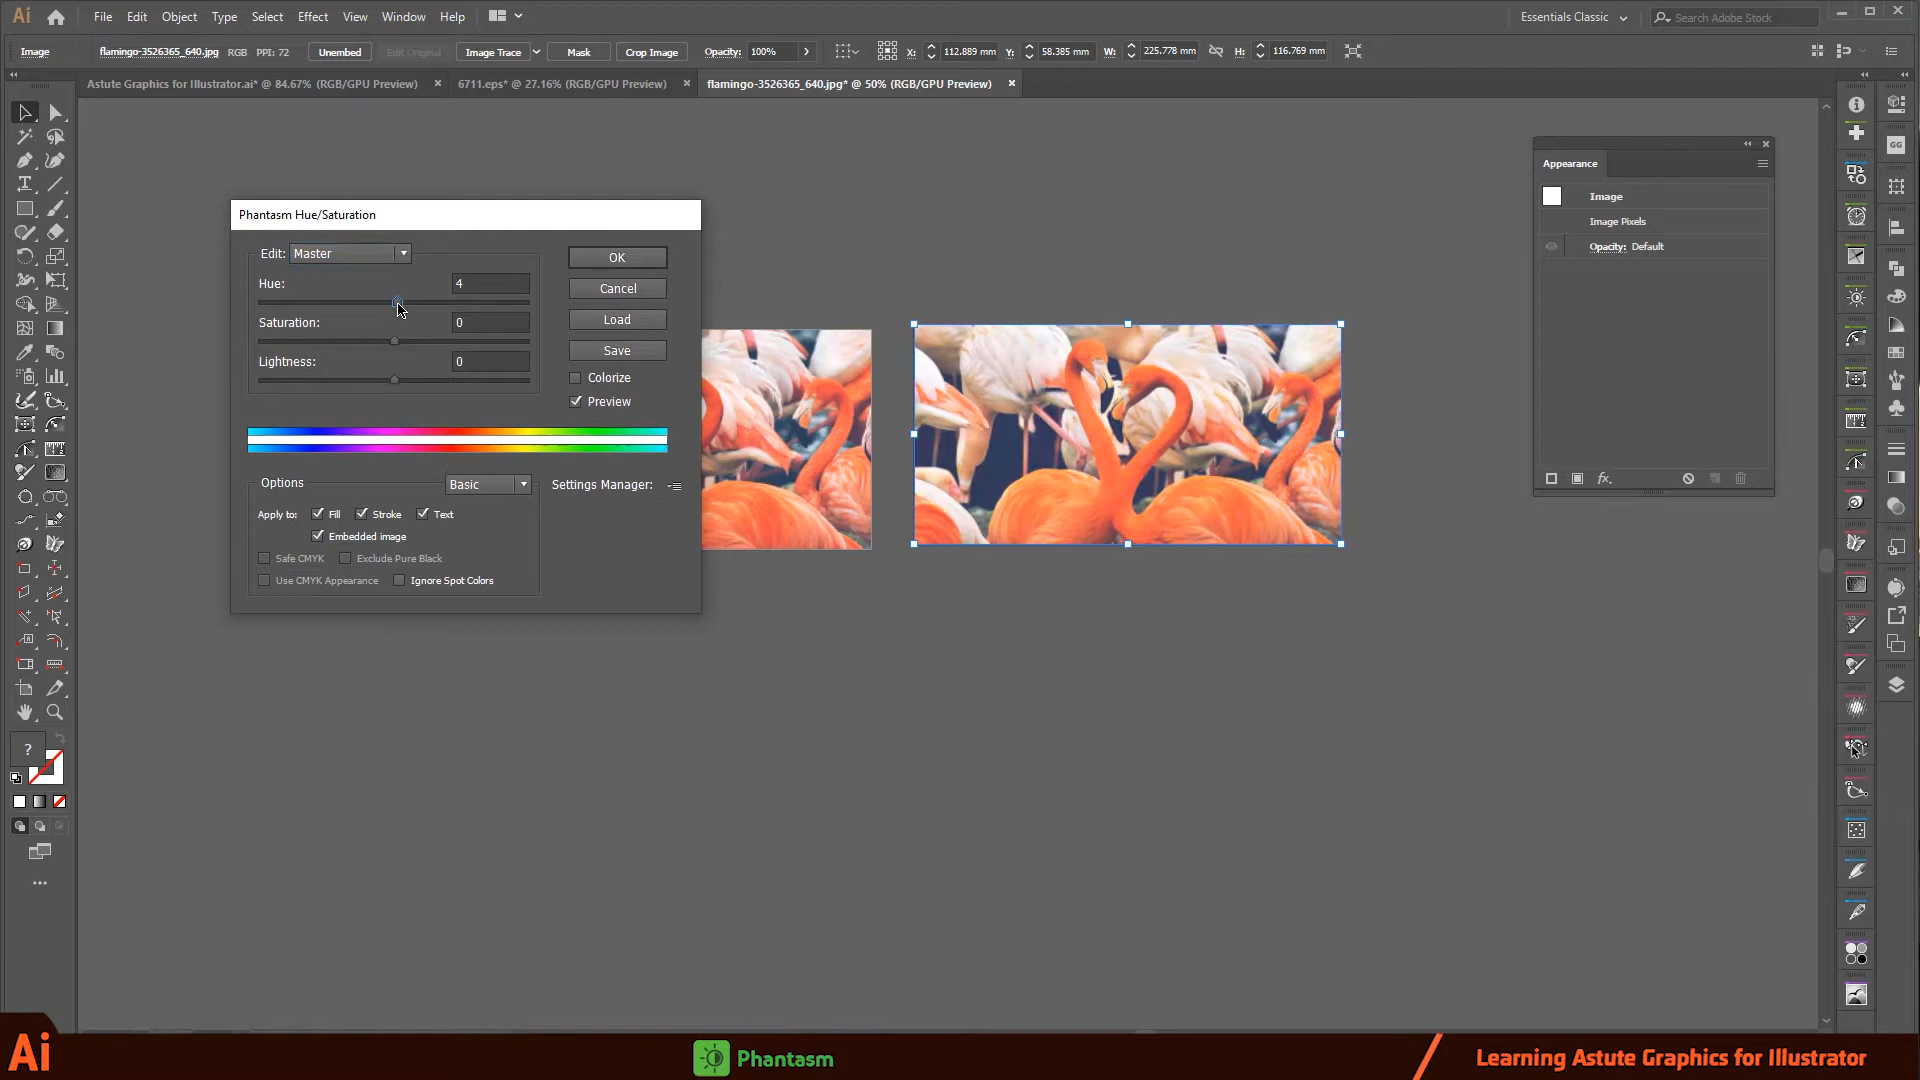 Ai File Edit Object Type Select Effect View Window Help Essentials Classic Search Adobe Stock
Image flamingo-3526365_640.jpg RGB PPI: 72 Unembed Edit Original Image Trace Mask Crop Image Opacity: 100% X: 112.889 mm Y: 58.385 mm W: 225.778 mm H: 116.769 mm
Astute Graphics for Illustrator.ai* @ 84.67% (RGB/GPU Preview) 6711.eps* @ 27.16% (RGB/GPU Preview) flamingo-3526365_640.jpg* @ 50% (RGB/GPU Preview)
GG
Appearance
Image
Image Pixels
Opacity: Default
fx.
Phantasm Hue/Saturation
Edit: Master
OK
Hue: 4
Cancel
Saturation: 0
Load
Save
Lightness: 0
Colorize
Preview
Options Basic Settings Manager:
Apply to: Fill Stroke Text
Embedded image
Safe CMYK Exclude Pure Black
Use CMYK Appearance Ignore Spot Colors
?
Ai Phantasm Learning Astute Graphics for Illustrator